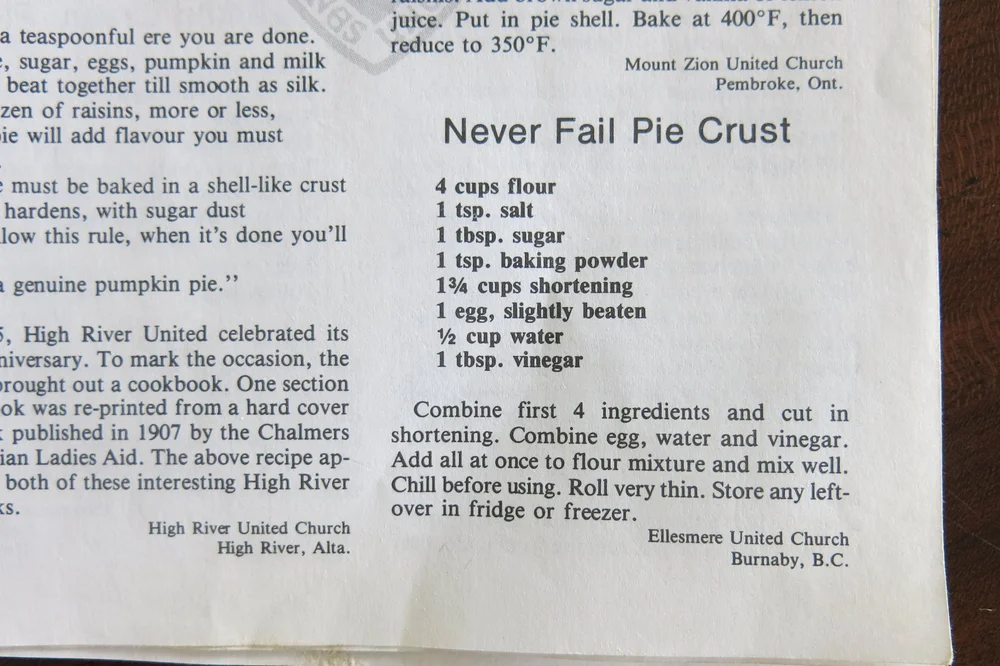 a teaspoonful ere you are done.
, sugar, eggs, pumpkin and milk
beat together till smooth as silk.
zen of raisins, more or less,
ie will add flavour you must
must be baked in a shell-like crust
hardens, with sugar dust
low this rule, when it's done you'll
a genuine pumpkin pie.”
5, High River United celebrated its
niversary. To mark the occasion, the
brought out a cookbook. One section
ok was re-printed from a hard cover
published in 1907 by the Chalmers
ian Ladies Aid. The above recipe ap-
both of these interesting High River
ks.
High River United Church
High River, Alta.
juice. Put in pie shell. Bake at 400°F, then
reduce to 350°F.
Mount Zion United Church
Pembroke, Ont.
Never Fail Pie Crust
4 cups flour
1 tsp. salt
1 tbsp. sugar
1 tsp. baking powder
1¾ cups shortening
1 egg, slightly beaten
½ cup water
1 tbsp. vinegar
Combine first 4 ingredients and cut in
shortening. Combine egg, water and vinegar.
Add all at once to flour mixture and mix well.
Chill before using. Roll very thin. Store any left-
over in fridge or freezer.
Ellesmere United Church
Burnaby, B.C.